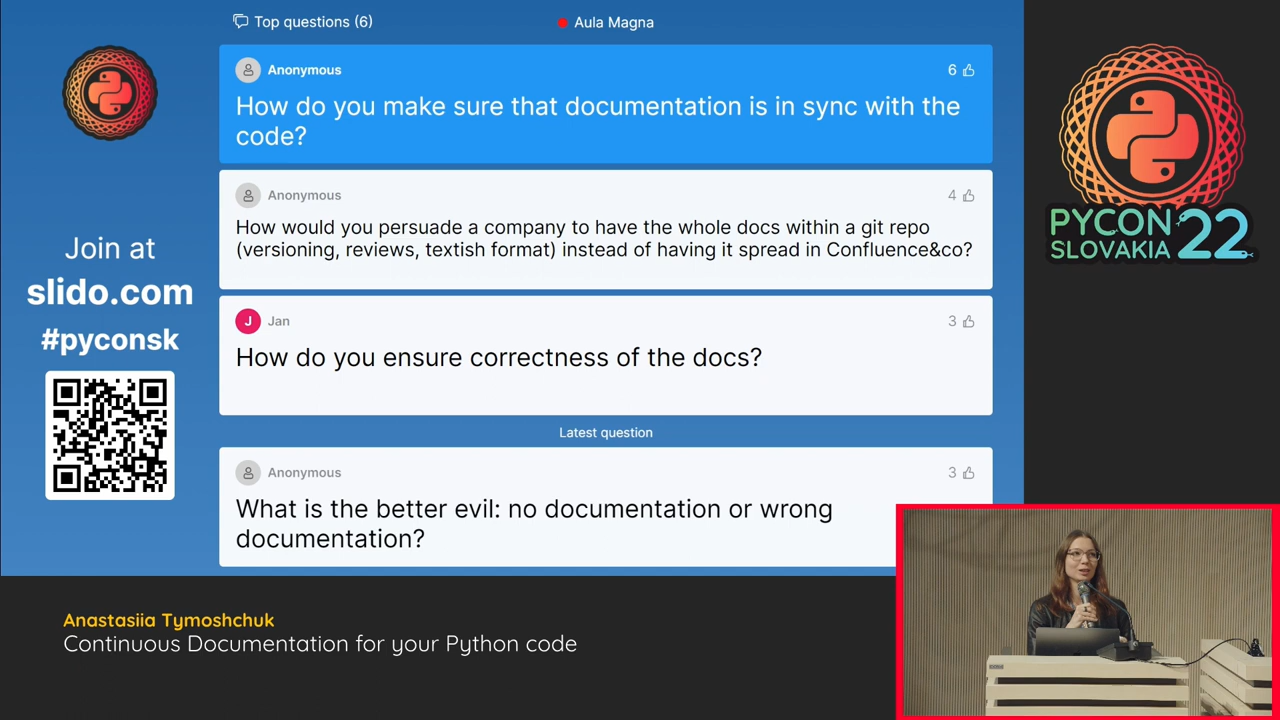 Top questions (6)
Aula Magna
Anonymous
6
How do you make sure that documentation is in sync with the
code?
Anonymous
4
How would you persuade a company to have the whole docs within a git repo
(versioning, reviews, textish format) instead of having it spread in Confluence&co?
J
Jan
3
How do you ensure correctness of the docs?
Latest question
Anonymous
3
What is the better evil: no documentation or wrong
documentation?
Join at
slido.com
#pyconsk
PYCON
SLOVAKIA
22
Anastasiia Tymoshchuk
Continuous Documentation for your Python code